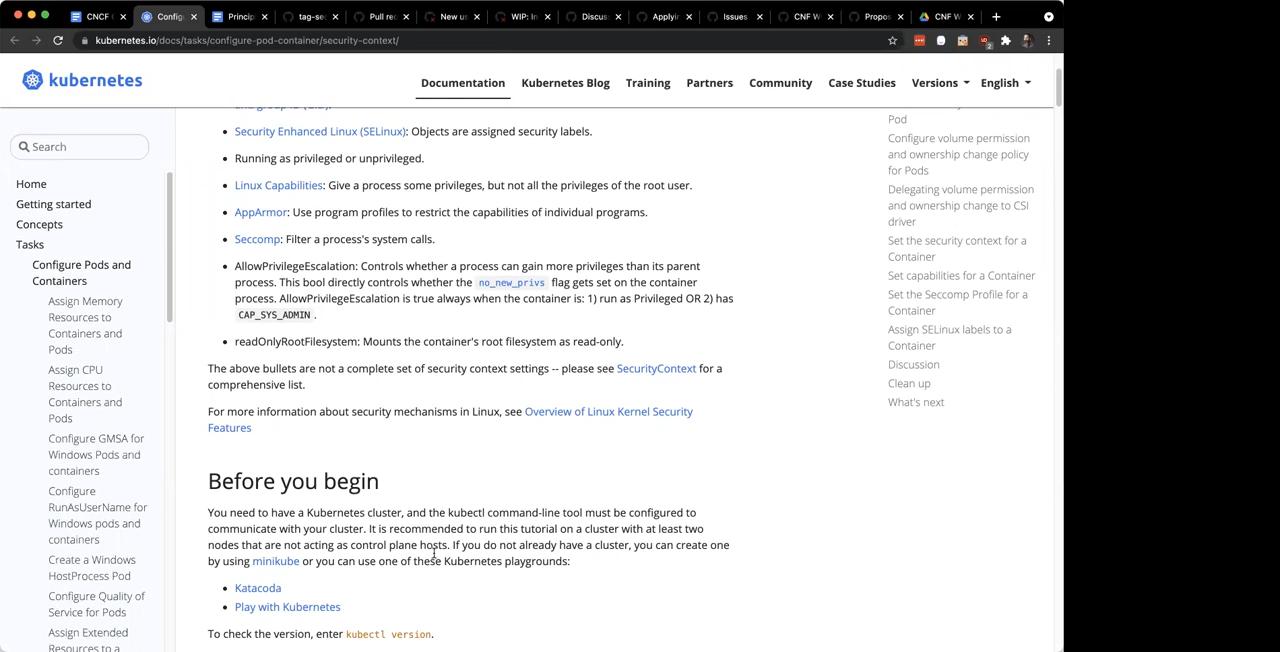 CNCF
Config
Princip
tag-sec
Pull rec
New us
WIP: In
Discus
Applyin
Issues
CNF W
Propos
CNF W
kubernetes.io/docs/tasks/configure-pod-container/security-context/
kubernetes
Documentation
Kubernetes Blog
Training
Partners
Community
Case Studies
Versions
English
Search
Home
Getting started
Concepts
Tasks
Configure Pods and
Containers
Assign Memory
Resources to
Containers and
Pods
Assign CPU
Resources to
Containers and
Pods
Configure GMSA for
Windows Pods and
containers
Configure
RunAsUserName for
Windows pods and
containers
Create a Windows
HostProcess Pod
Configure Quality of
Service for Pods
Assign Extended
Resources to a
Security Enhanced Linux (SELinux): Objects are assigned security labels.
Running as privileged or unprivileged.
Linux Capabilities: Give a process some privileges, but not all the privileges of the root user.
AppArmor: Use program profiles to restrict the capabilities of individual programs.
Seccomp: Filter a process's system calls.
AllowPrivilegeEscalation: Controls whether a process can gain more privileges than its parent
process. This bool directly controls whether the no_new_privs flag gets set on the container
process. AllowPrivilegeEscalation is true always when the container is: 1) run as Privileged OR 2) has
CAP_SYS_ADMIN .
readOnlyRootFilesystem: Mounts the container's root filesystem as read-only.
The above bullets are not a complete set of security context settings -- please see SecurityContext for a
comprehensive list.
For more information about security mechanisms in Linux, see Overview of Linux Kernel Security
Features
Before you begin
You need to have a Kubernetes cluster, and the kubectl command-line tool must be configured to
communicate with your cluster. It is recommended to run this tutorial on a cluster with at least two
nodes that are not acting as control plane hosts. If you do not already have a cluster, you can create one
by using minikube or you can use one of these Kubernetes playgrounds:
Katacoda
Play with Kubernetes
To check the version, enter kubectl version.
Pod
Configure volume permission
and ownership change policy
for Pods
Delegating volume permission
and ownership change to CSI
driver
Set the security context for a
Container
Set capabilities for a Container
Set the Seccomp Profile for a
Container
Assign SELinux labels to a
Container
Discussion
Clean up
What's next